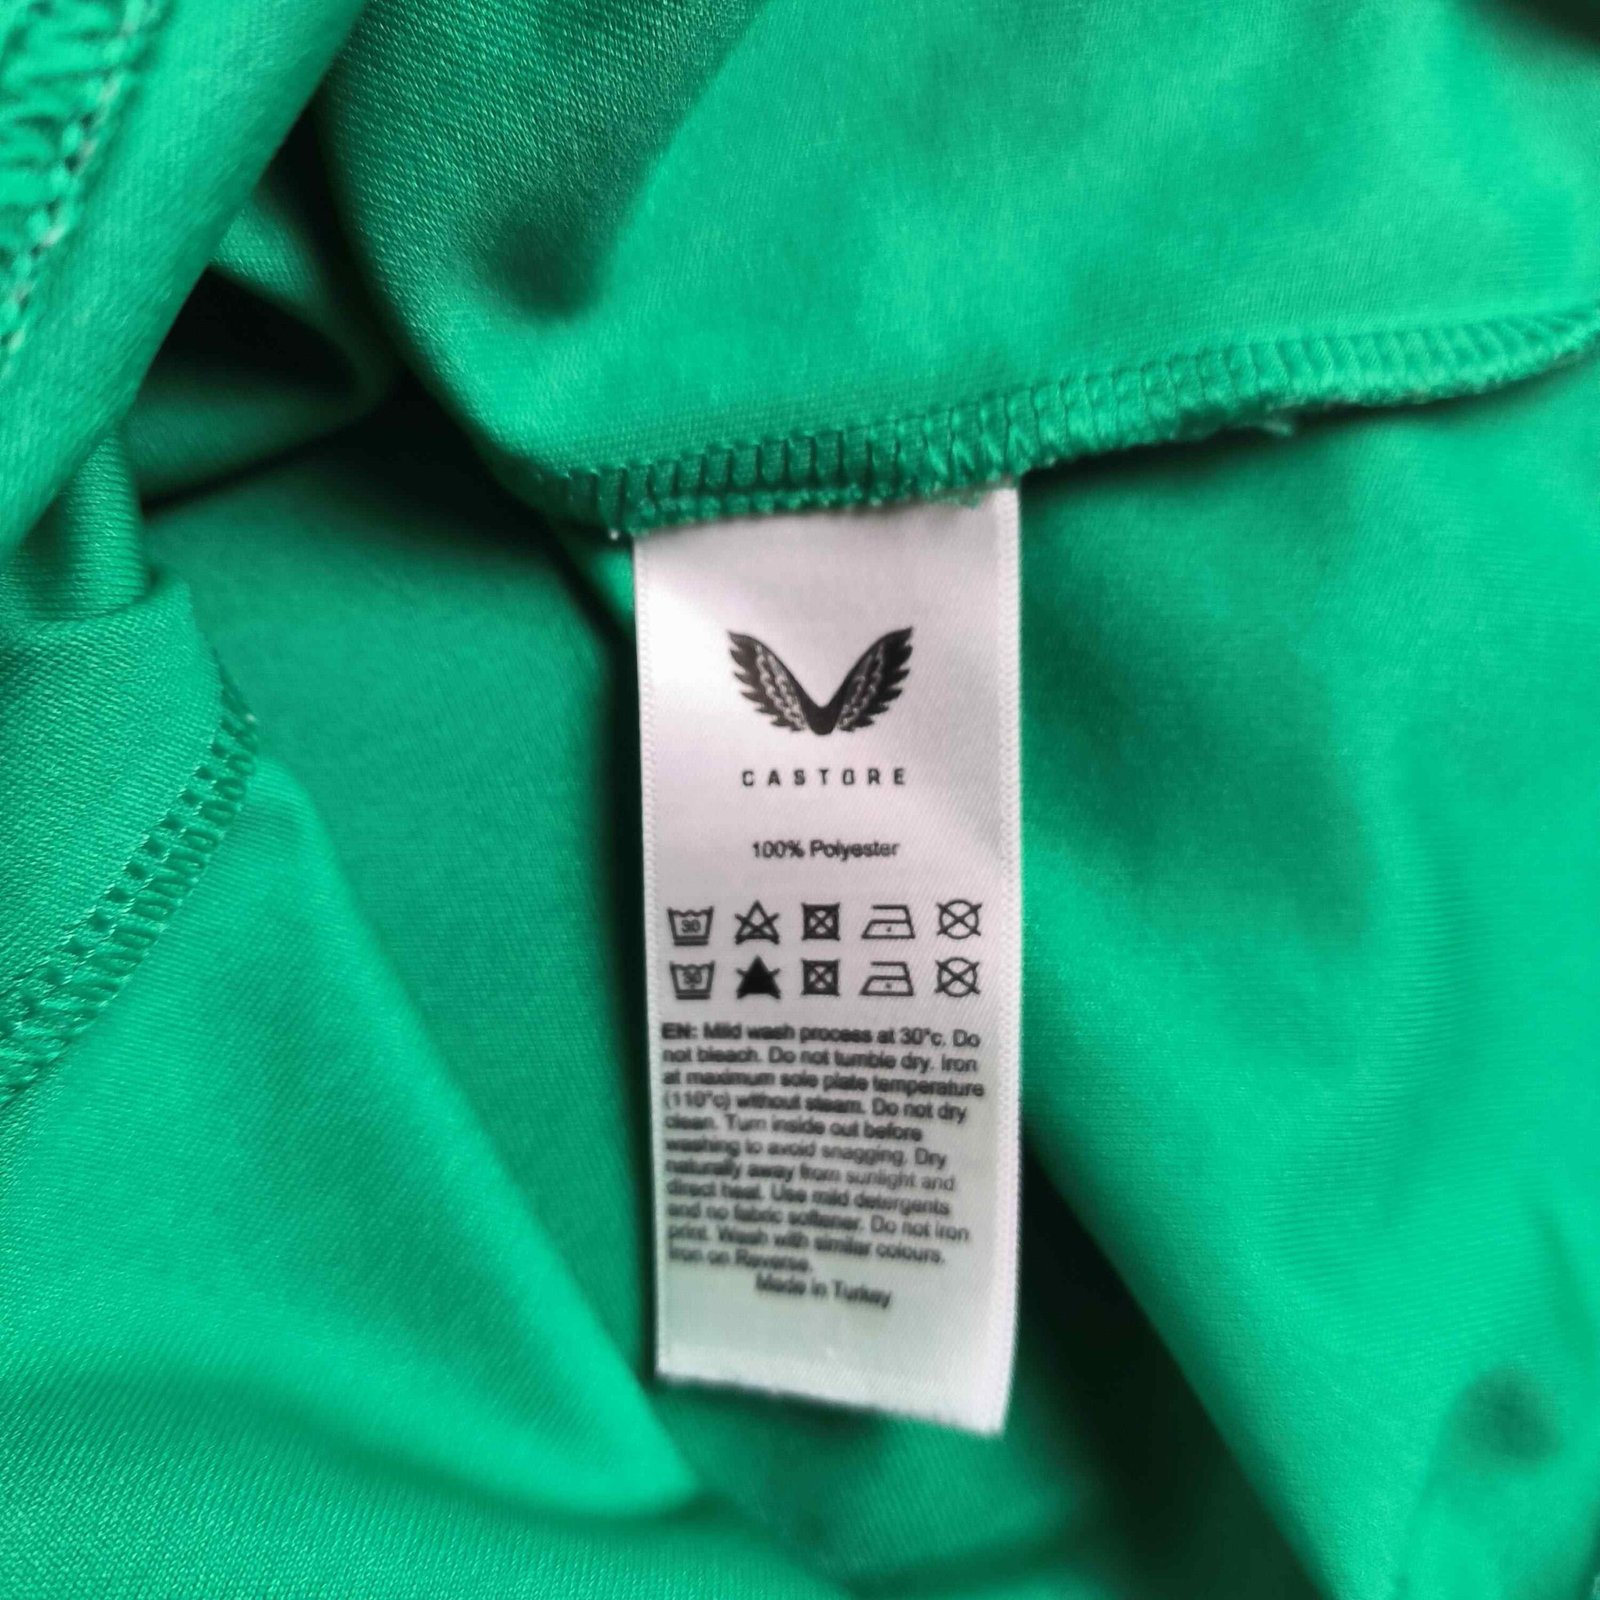 CASTORE
100% Polyester
30
30
EN: Mild wash process at 30°c. Do
not bleach. Do not tumble dry. Iron
at maximum sole plate temperature
(110°c) without steam. Do not dry
clean. Turn inside out before
washing to avoid snagging. Dry
naturally away from sunlight and
direct heat. Use mild detergents
and no fabric softener. Do not iron
print. Wash with similar colours.
Iron on Reverse.
Made in Turkey